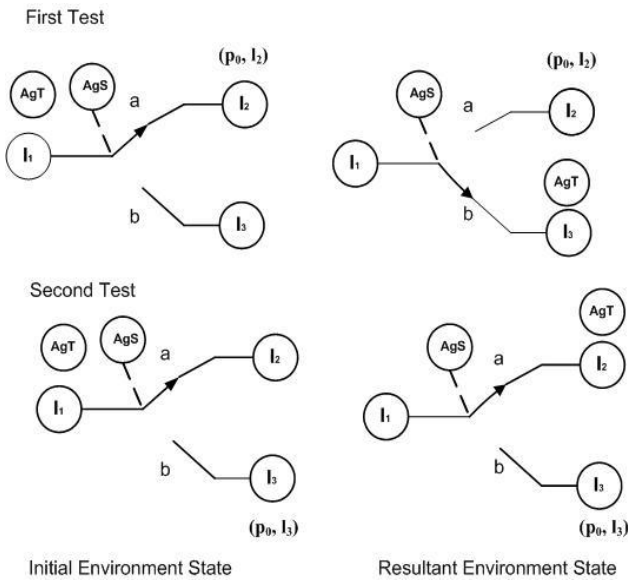 First Test
(p₀, l₂)
(p₀, l₂)
AgT
AgS
a
l₂
AgS
a
l₂
l₁
l₁
AgT
b
l₃
b
l₃
Second Test
AgT
AgS
a
l₂
AgS
a
AgT
l₂
l₁
l₁
b
l₃
b
l₃
(p₀, l₃)
(p₀, l₃)
Initial Environment State
Resultant Environment State